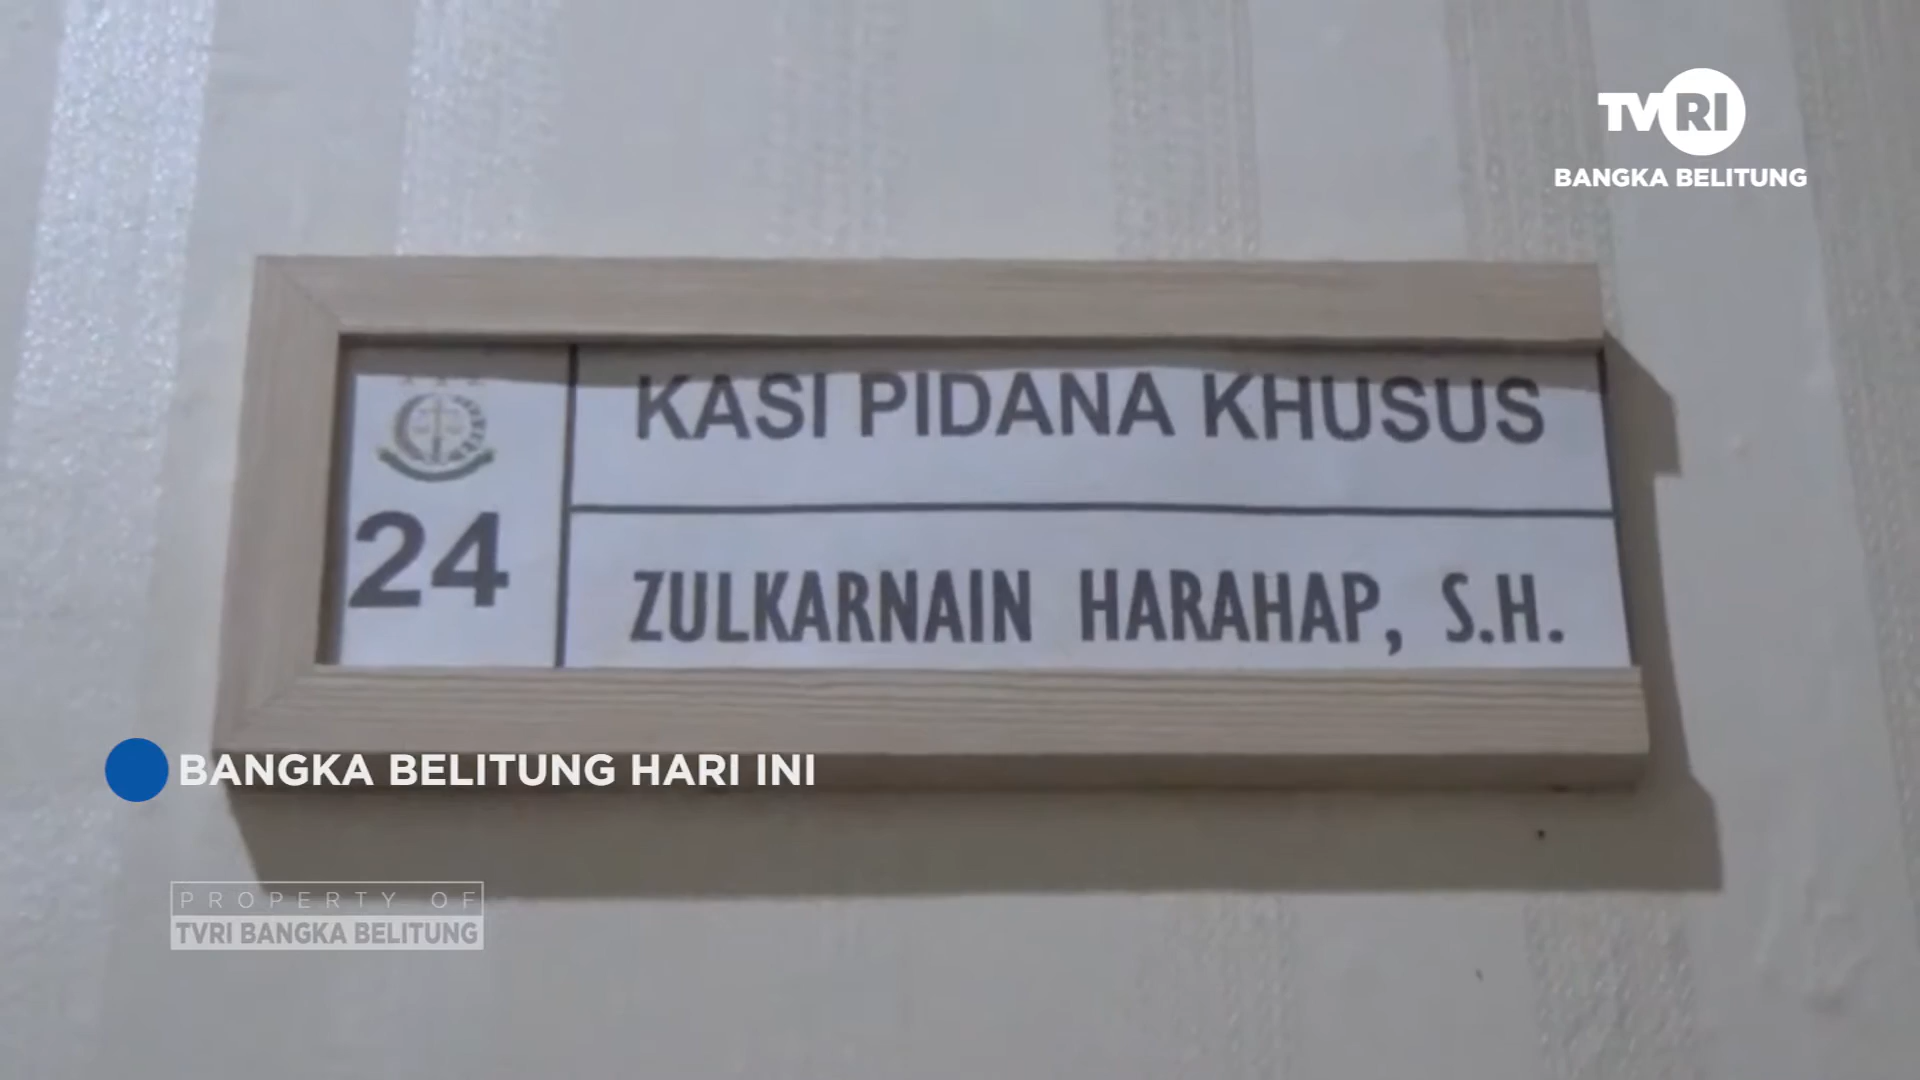 TVRI
BANGKA BELITUNG
KASI PIDANA KHUSUS
24
ZULKARNAIN HARAHAP, S.H.
BANGKA BELITUNG HARI INI
PROPERTY OF
TVRI BANGKA BELITUNG